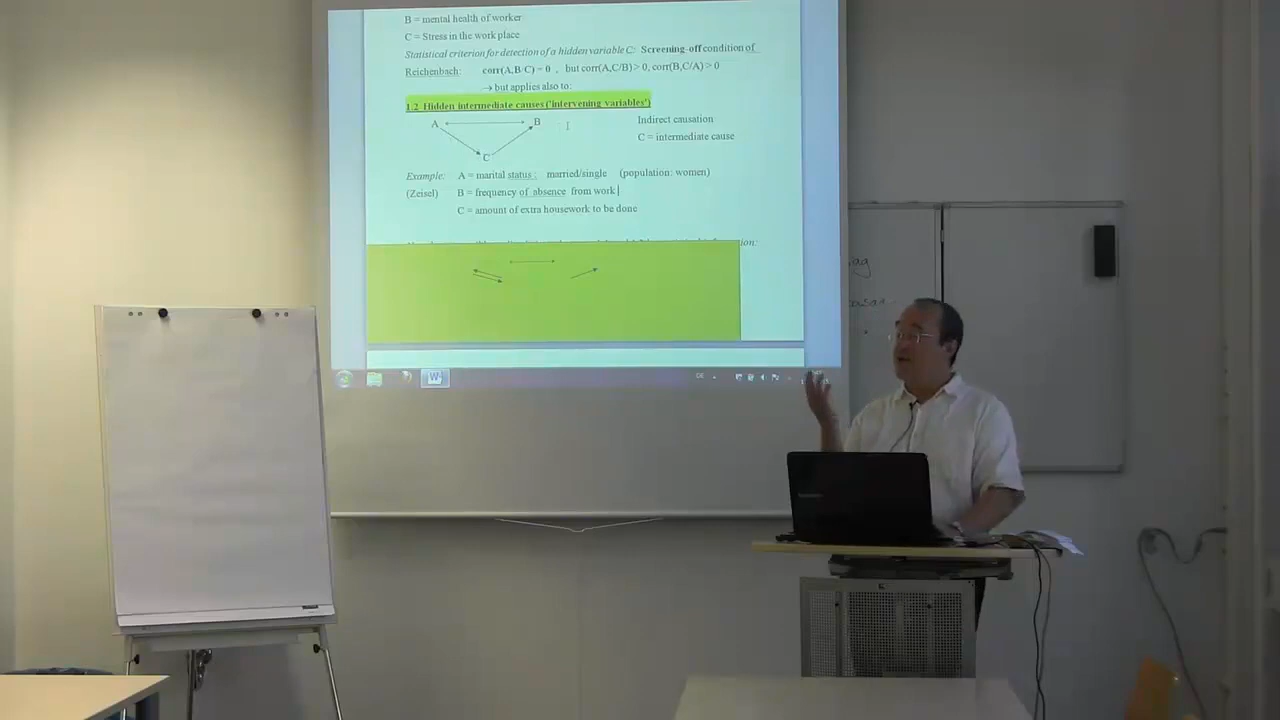 B = mental health of worker
C = Stress in the work place
Statistical criterion for detection of a hidden variable C: Screening-off condition of
Reichenbach: corr(A,B·C) = 0 , but corr(A,C/B) > 0, corr(B,C/A) > 0
→ but applies also to:
1.2 Hidden intermediate causes ('intervening variables')
A B Indirect causation
C = intermediate cause
C
Example: A = marital status : married/single (population: women)
(Zeisel) B = frequency of absence from work
C = amount of extra housework to be done
ion:
DE